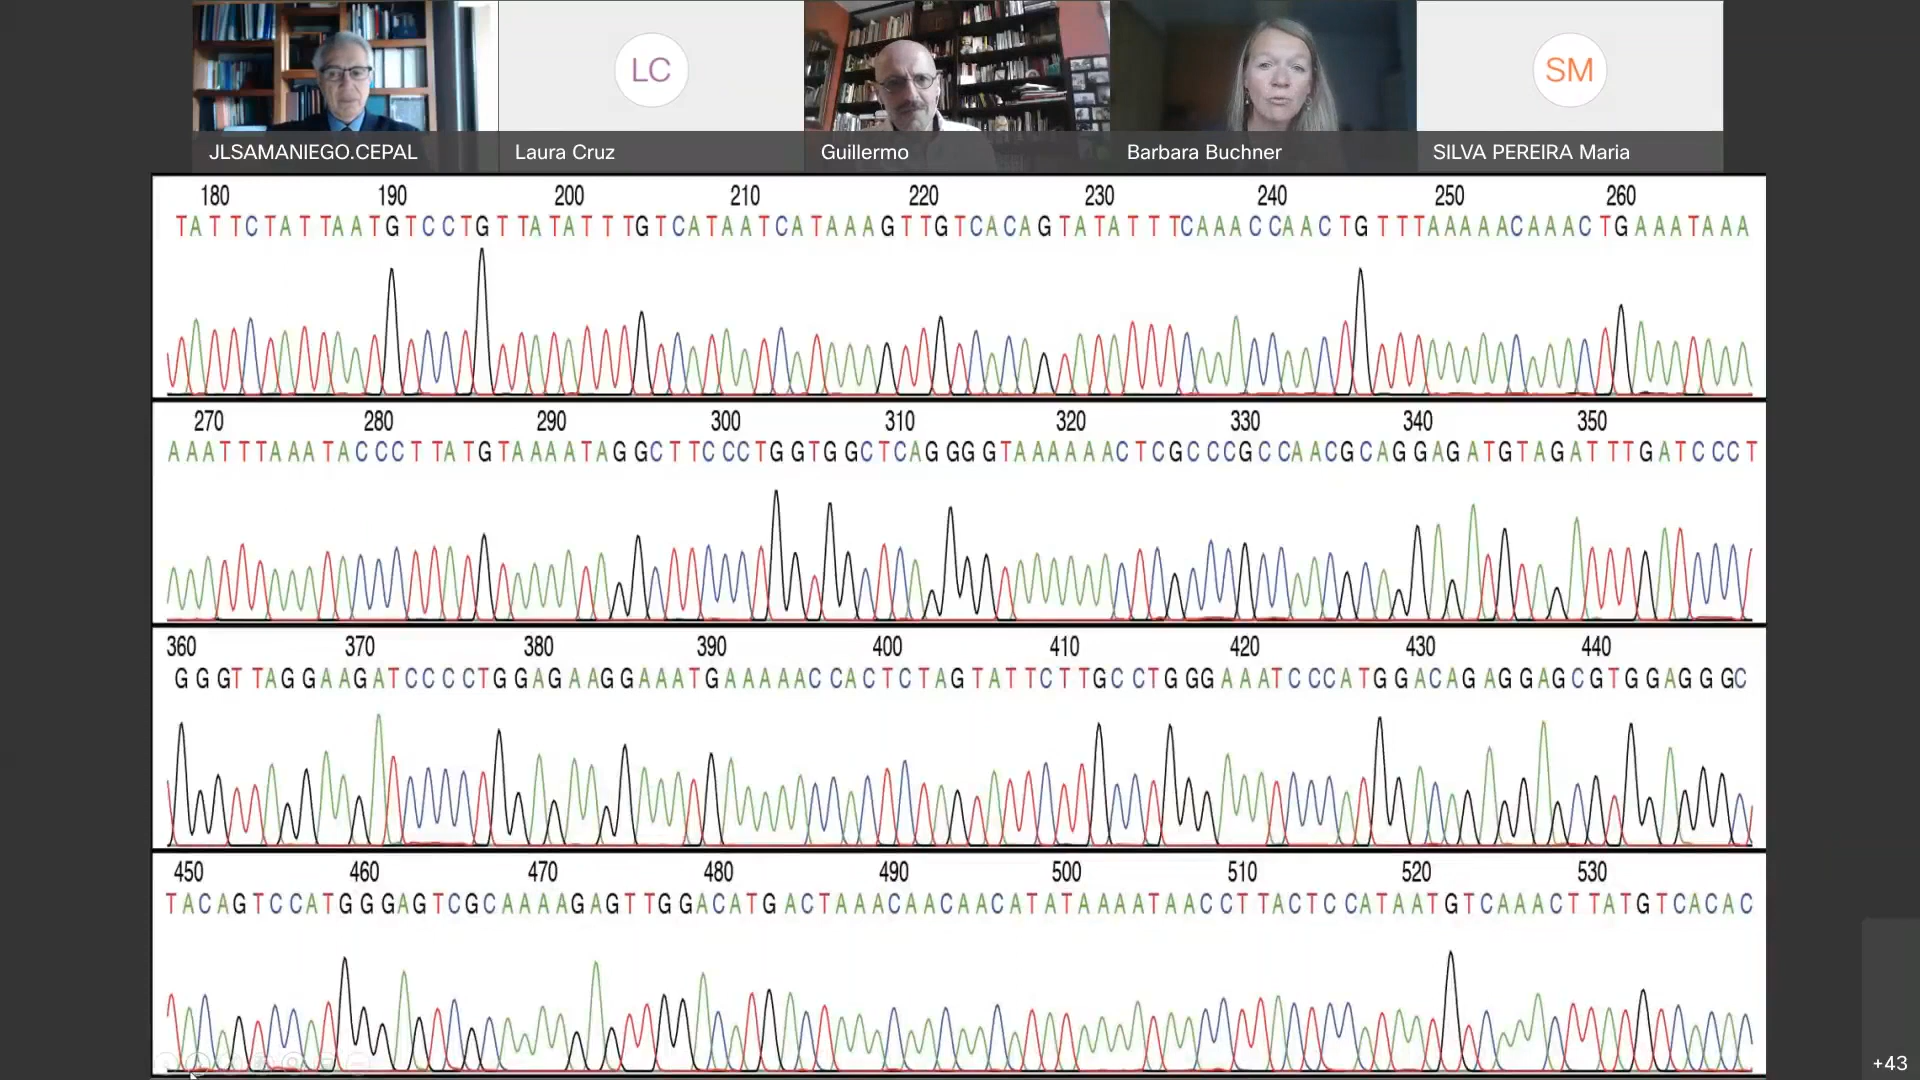 LC
SM
JLSAMANIEGO.CEPAL
Laura Cruz
Guillermo
Barbara Buchner
SILVA PEREIRA Maria
180 190 200 210 220 230 240 250 260
TATTCTATTAATGTCCTGTTATATTTGTCATAATCATAAAGTTGTCACAGTATATTTCAAACCAACTGTTTAAAAACAAACTGAAATAAA
270 280 290 300 310 320 330 340 350
AAATTTAAATACCCTTATGTAAAATAGGCTTCCCTGGTGGCTCAGGGGTAAAAAACTCGCCCGCCAACGCAGGAGATGTAGATTTGATCCCT
360 370 380 390 400 410 420 430 440
GGGTTAGGAAGATCCCCTGGAGAAGGAAATGAAAAACCACTCTAGTATTCTTGCCTGGGAAATCCCATGGACAGAGGAGCGTGGAGGGC
450 460 470 480 490 500 510 520 530
TACAGTCCATGGGAGTCGCAAAAGAGTTGGACATGACTAAACAACAACATATAAAATAACCTTACTCCATAATGTCAAACTTATGTCACAC
+43